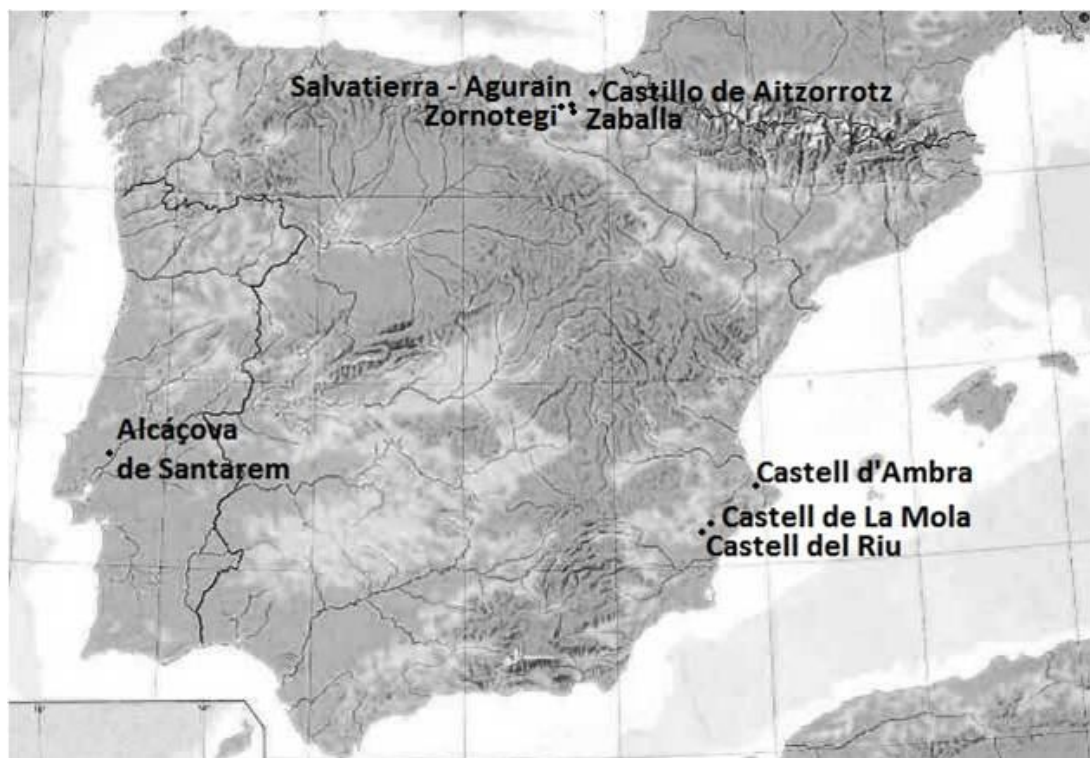 Salvatierra - Agurain
Castillo de Aitzorrotz
Zornotegi
Zaballa
Alcáçova
de Santarem
Castell d'Ambra
Castell de La Mola
Castell del Riu